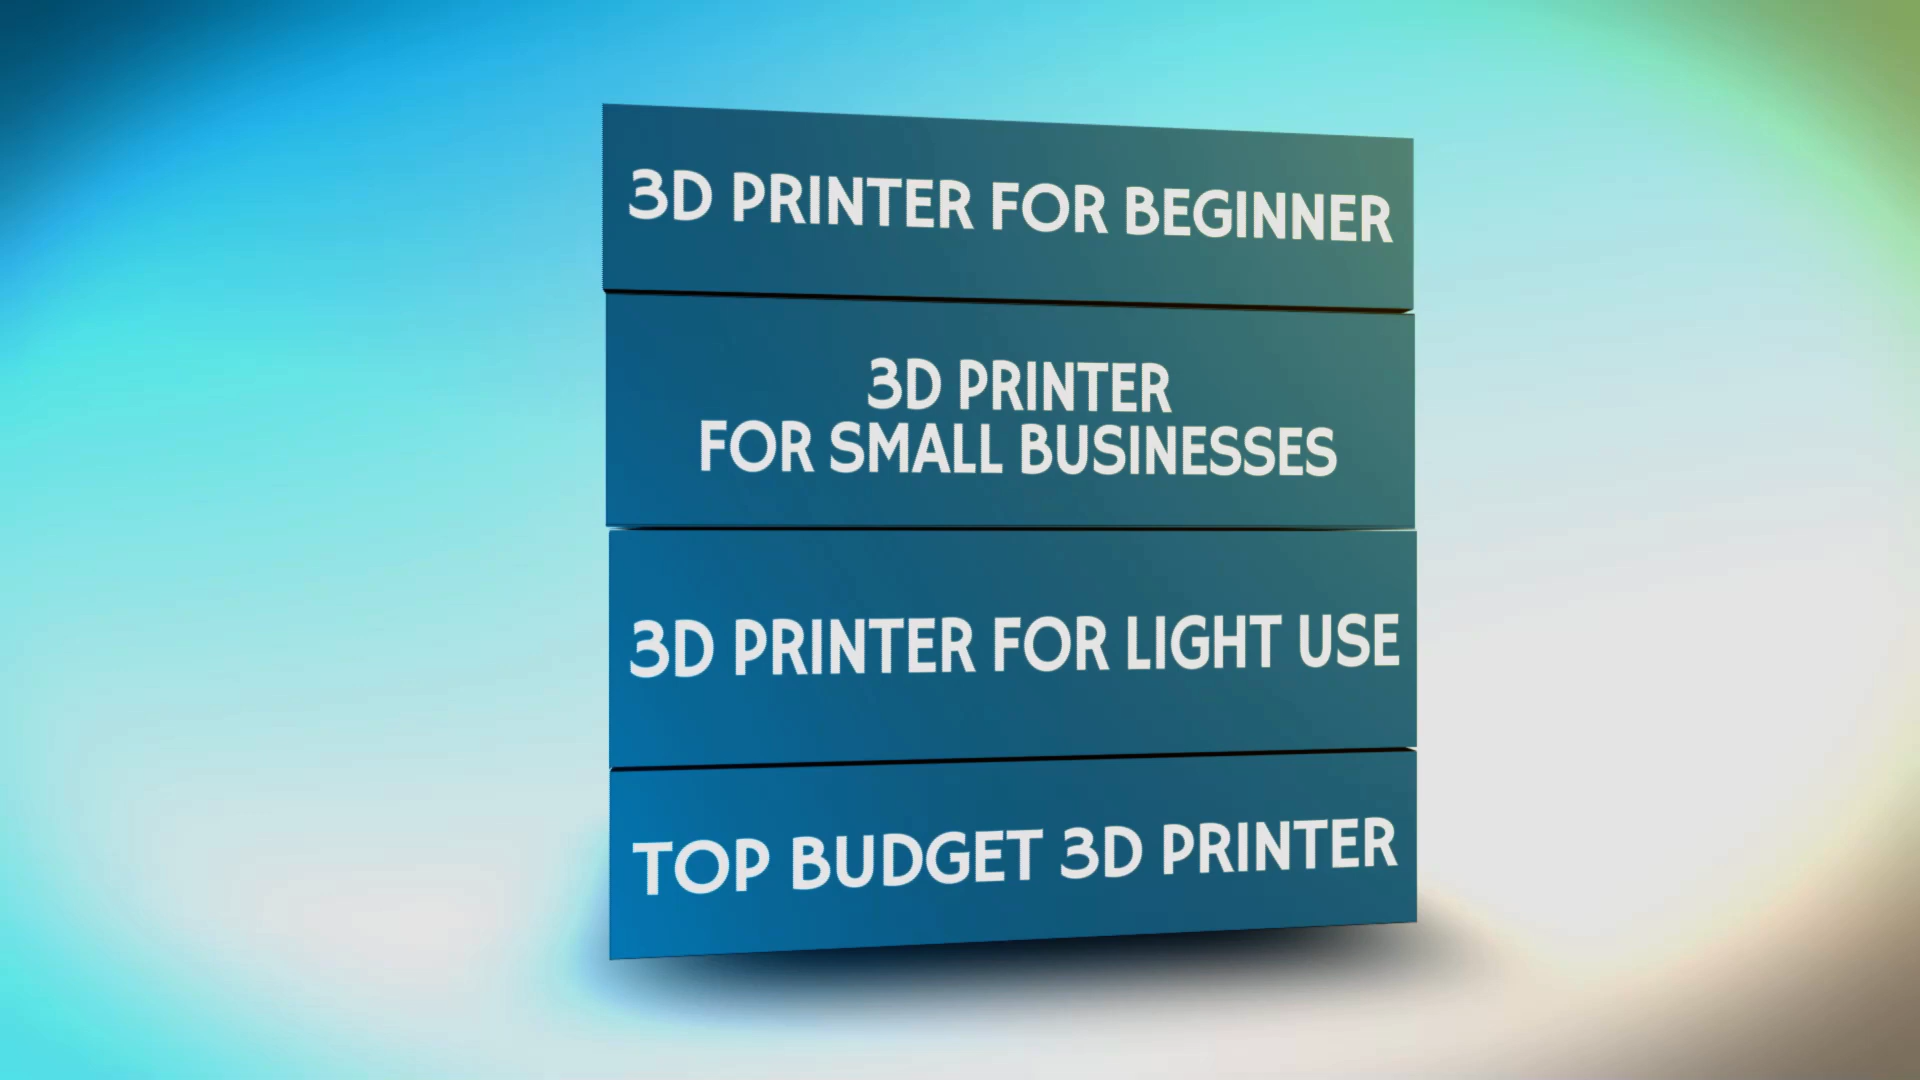 3D PRINTER FOR BEGINNER
3D PRINTER
FOR SMALL BUSINESSES
3D PRINTER FOR LIGHT USE
TOP BUDGET 3D PRINTER